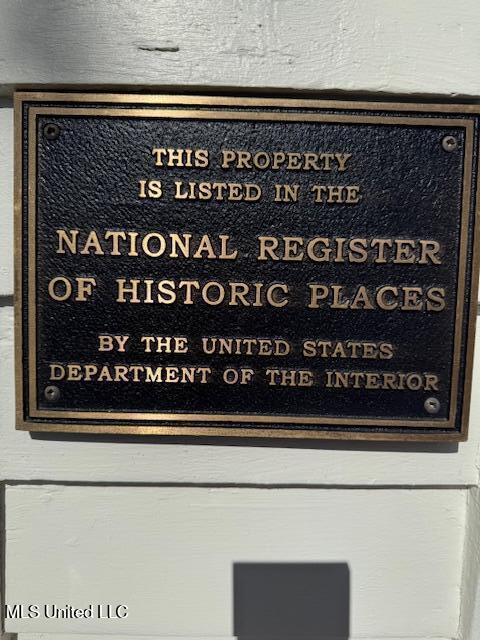 THIS PROPERTY
IS LISTED IN THE
NATIONAL REGISTER
OF HISTORIC PLACES
BY THE UNITED STATES
DEPARTMENT OF THE INTERIOR
MLS United LLC